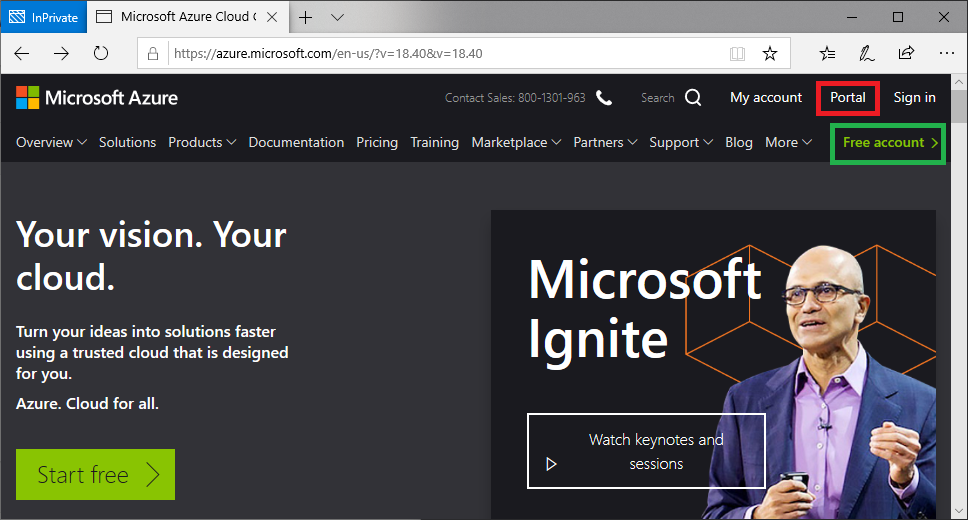 InPrivate
Microsoft Azure Cloud C
https://azure.microsoft.com/en-us/?v=18.40&v=18.40
Microsoft Azure
Contact Sales: 800-1301-963
Search
My account
Portal
Sign in
Overview
Solutions
Products
Documentation
Pricing
Training
Marketplace
Partners
Support
Blog
More
Free account
Your vision. Your
cloud.
Turn your ideas into solutions faster
using a trusted cloud that is designed
for you.
Azure. Cloud for all.
Start free
Microsoft
Ignite
Watch keynotes and
sessions